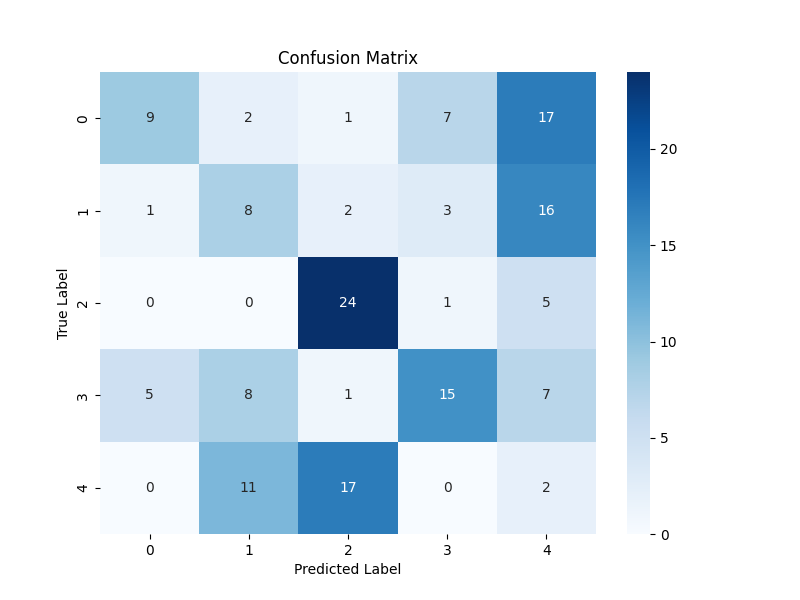 Confusion Matrix
0 9 2 1 7 17
1 1 8 2 3 16
2 0 0 24 1 5
3 5 8 1 15 7
4 0 11 17 0 2
0 1 2 3 4
Predicted Label
True Label
20
15
10
5
0